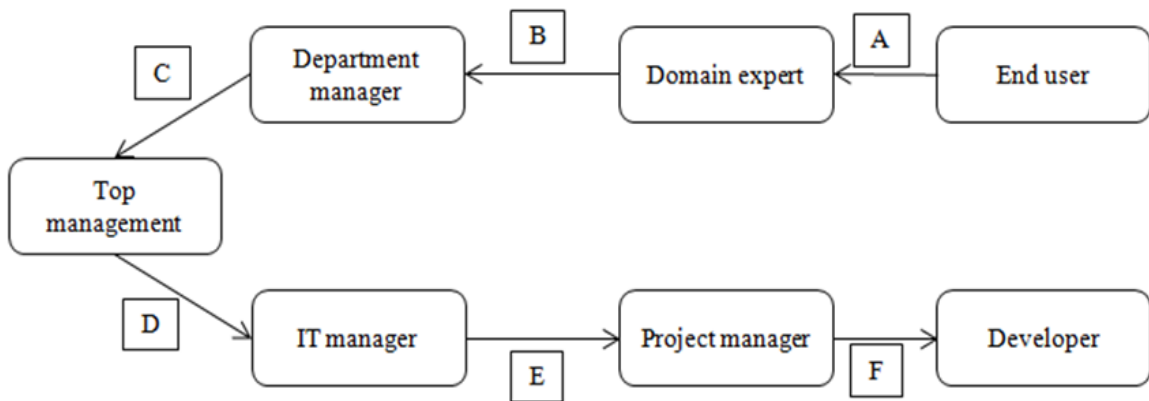 B
A
C
Department
manager
Domain expert
End user
Top
management
D
IT manager
Project manager
Developer
E
F